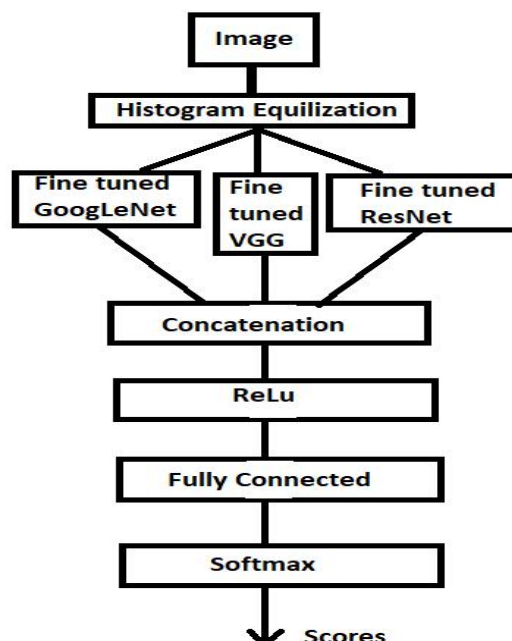 Image
Histogram Equilization
Fine tuned
GoogLeNet
Fine
tuned
VGG
Fine tuned
ResNet
Concatenation
ReLu
Fully Connected
Softmax
Scores